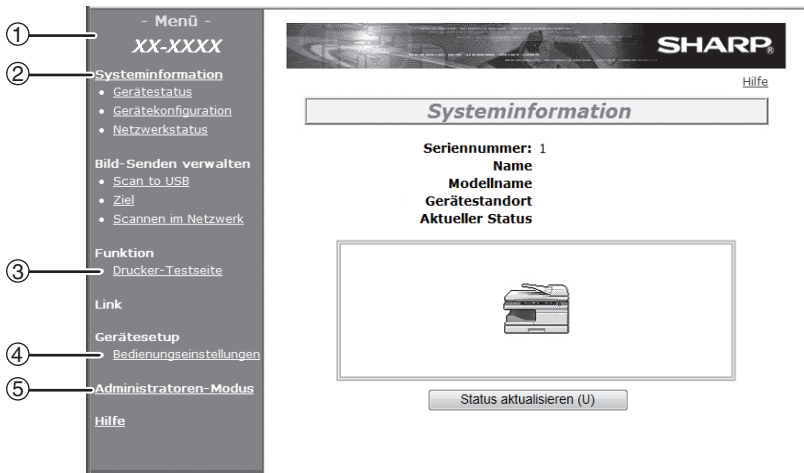 ① - Menü -
XX-XXXX
② Systeminformation
• Gerätestatus
• Gerätekonfiguration
• Netzwerkstatus
Bild-Senden verwalten
• Scan to USB
• Ziel
• Scannen im Netzwerk
Funktion
③ • Drucker-Testseite
Link
Gerätesetup
④ • Bedienungseinstellungen
⑤ Administratoren-Modus
Hilfe
SHARP®
Hilfe
Systeminformation
Seriennummer: 1
Name
Modellname
Gerätestandort
Aktueller Status
Status aktualisieren (U)